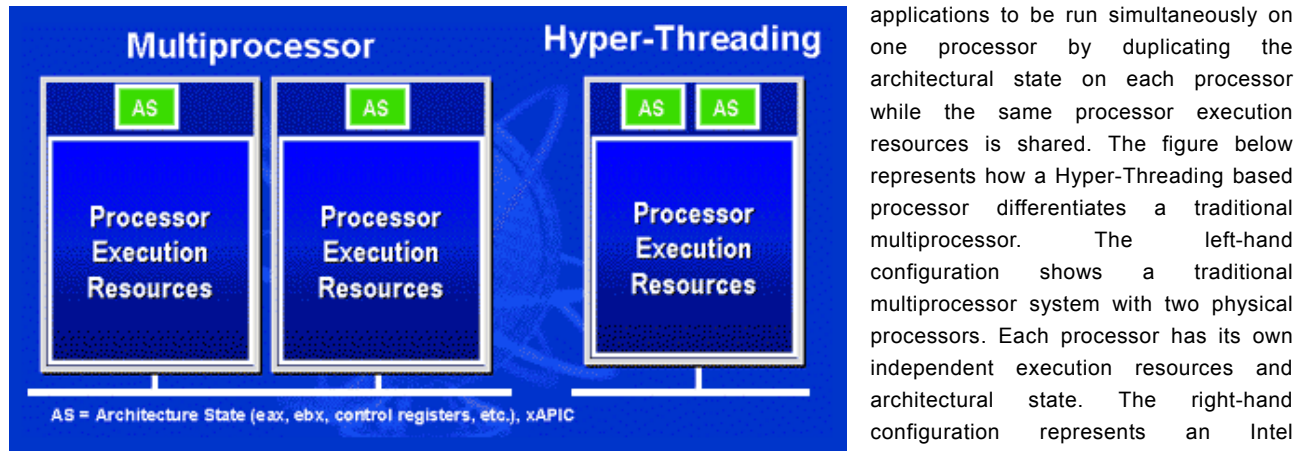 Multiprocessor
Hyper-Threading
AS
AS
AS AS
Processor
Execution
Resources
Processor
Execution
Resources
Processor
Execution
Resources
AS = Architecture State (eax, ebx, control registers, etc.), xAPIC
applications to be run simultaneously on
one processor by duplicating the
architectural state on each processor
while the same processor execution
resources is shared. The figure below
represents how a Hyper-Threading based
processor differentiates a traditional
multiprocessor. The left-hand
configuration shows a traditional
multiprocessor system with two physical
processors. Each processor has its own
independent execution resources and
architectural state. The right-hand
configuration represents an Intel